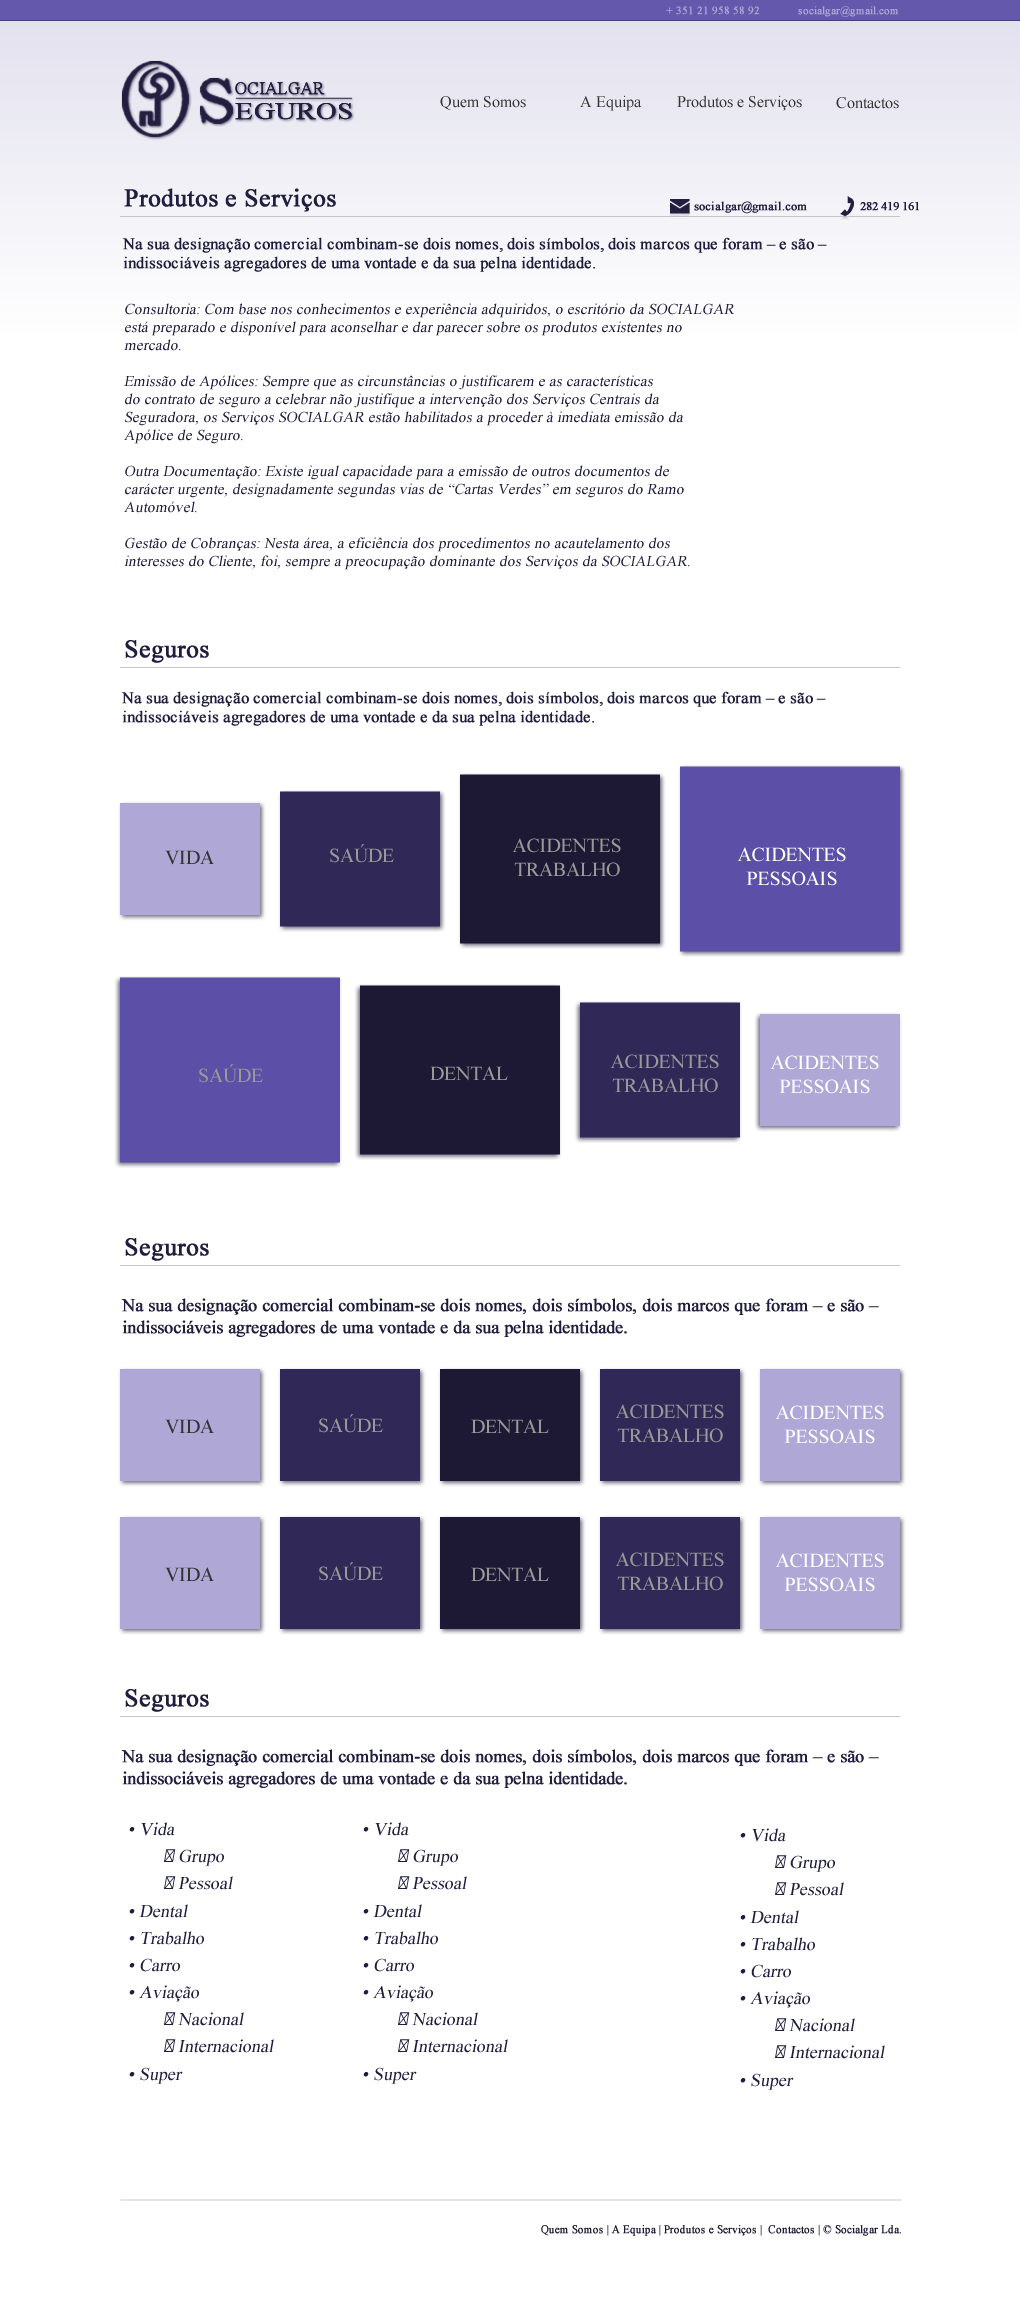 + 351 21 958 58 92 socialgar@gmail.com
SOCIALGAR
SEGUROS
Quem Somos A Equipa Produtos e Serviços Contactos
Produtos e Serviços
socialgar@gmail.com 282 419 161
Na sua designação comercial combinam-se dois nomes, dois símbolos, dois marcos que foram – e são –
indissociáveis agregadores de uma vontade e da sua pelna identidade.
Consultoria: Com base nos conhecimentos e experiência adquiridos, o escritório da SOCIALGAR
está preparado e disponível para aconselhar e dar parecer sobre os produtos existentes no
mercado.
Emissão de Apólices: Sempre que as circunstâncias o justificarem e as características
do contrato de seguro a celebrar não justifique a intervenção dos Serviços Centrais da
Seguradora, os Serviços SOCIALGAR estão habilitados a proceder à imediata emissão da
Apólice de Seguro.
Outra Documentação: Existe igual capacidade para a emissão de outros documentos de
carácter urgente, designadamente segundas vias de “Cartas Verdes” em seguros do Ramo
Automóvel.
Gestão de Cobranças: Nesta área, a eficiência dos procedimentos no acautelamento dos
interesses do Cliente, foi, sempre a preocupação dominante dos Serviços da SOCIALGAR.
Seguros
Na sua designação comercial combinam-se dois nomes, dois símbolos, dois marcos que foram – e são –
indissociáveis agregadores de uma vontade e da sua pelna identidade.
VIDA
SAÚDE
ACIDENTES
TRABALHO
ACIDENTES
PESSOAIS
SAÚDE
DENTAL
ACIDENTES
TRABALHO
ACIDENTES
PESSOAIS
Seguros
Na sua designação comercial combinam-se dois nomes, dois símbolos, dois marcos que foram – e são –
indissociáveis agregadores de uma vontade e da sua pelna identidade.
VIDA
SAÚDE
DENTAL
ACIDENTES
TRABALHO
ACIDENTES
PESSOAIS
VIDA
SAÚDE
DENTAL
ACIDENTES
TRABALHO
ACIDENTES
PESSOAIS
Seguros
Na sua designação comercial combinam-se dois nomes, dois símbolos, dois marcos que foram – e são –
indissociáveis agregadores de uma vontade e da sua pelna identidade.
• Vida
Grupo
Pessoal
• Dental
• Trabalho
• Carro
• Aviação
Nacional
Internacional
• Super
• Vida
Grupo
Pessoal
• Dental
• Trabalho
• Carro
• Aviação
Nacional
Internacional
• Super
• Vida
Grupo
Pessoal
• Dental
• Trabalho
• Carro
• Aviação
Nacional
Internacional
• Super
Quem Somos | A Equipa | Produtos e Serviços | Contactos | © Socialgar Lda.